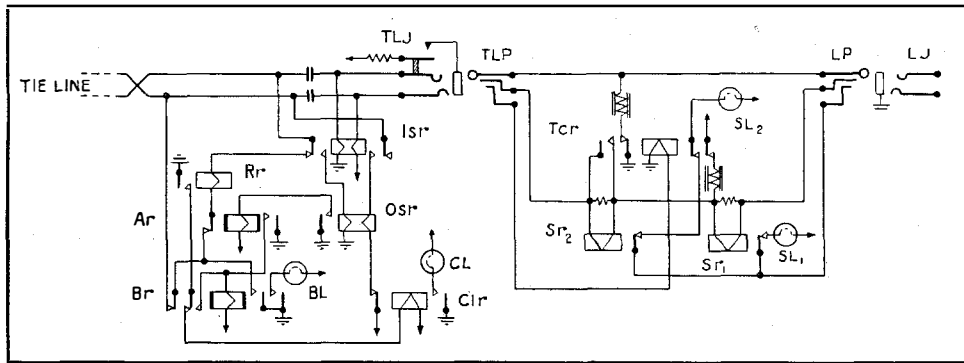 TLJ
TLP
LP
LJ
TIE LINE
Tcr
SL2
Isr
Rr
Ar
Osr
Sr2
Sr1
SL1
CL
Br
BL
Clr